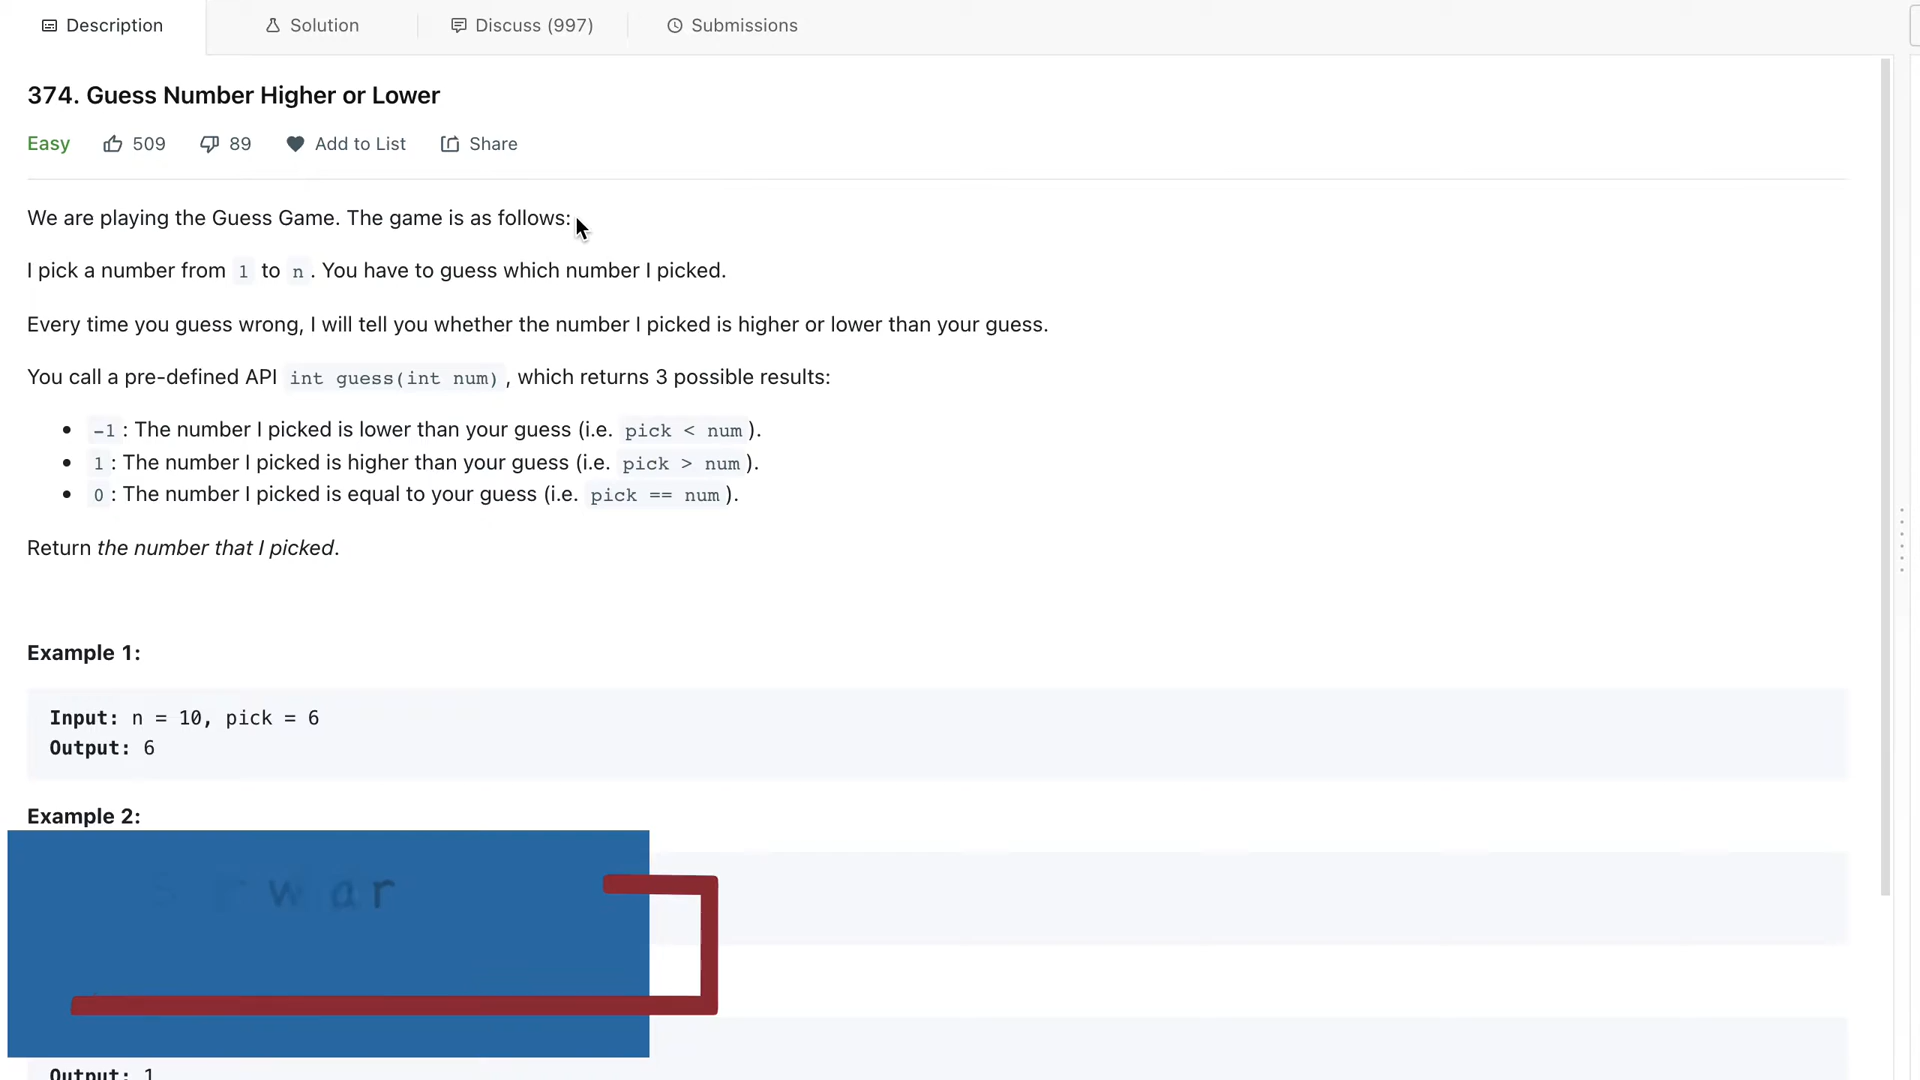 Description
Solution
Discuss (997)
Submissions
374. Guess Number Higher or Lower
Easy 509 89 Add to List Share
We are playing the Guess Game. The game is as follows:
I pick a number from 1 to n. You have to guess which number I picked.
Every time you guess wrong, I will tell you whether the number I picked is higher or lower than your guess.
You call a pre-defined API int guess(int num), which returns 3 possible results:
• -1: The number I picked is lower than your guess (i.e. pick < num).
• 1: The number I picked is higher than your guess (i.e. pick > num).
• 0: The number I picked is equal to your guess (i.e. pick == num).
Return the number that I picked.
Example 1:
Input: n = 10, pick = 6
Output: 6
Example 2:
Output: 1